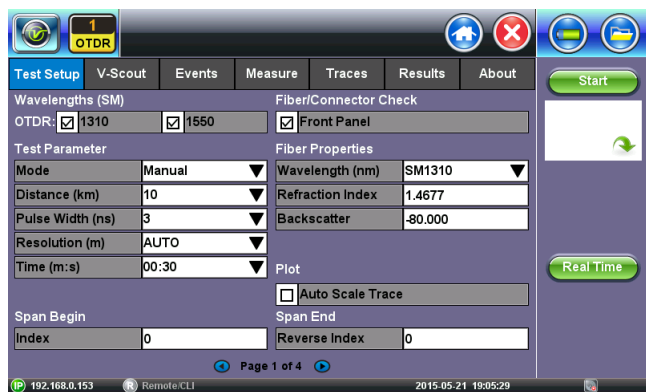 1
OTDR
Test Setup V-Scout Events Measure Traces Results About
Start
Wavelengths (SM) Fiber/Connector Check
OTDR: 1310 1550 Front Panel
Test Parameter Fiber Properties
Mode Manual Wavelength (nm) SM1310
Distance (km) 10 Refraction Index 1.4677
Pulse Width (ns) 3 Backscatter -80.000
Resolution (m) AUTO
Time (m:s) 00:30 Plot
Real Time
Auto Scale Trace
Span Begin Span End
Index 0 Reverse Index 0
Page 1 of 4
IP 192.168.0.153 R Remote/CLI 2015-05-21 19:05:29